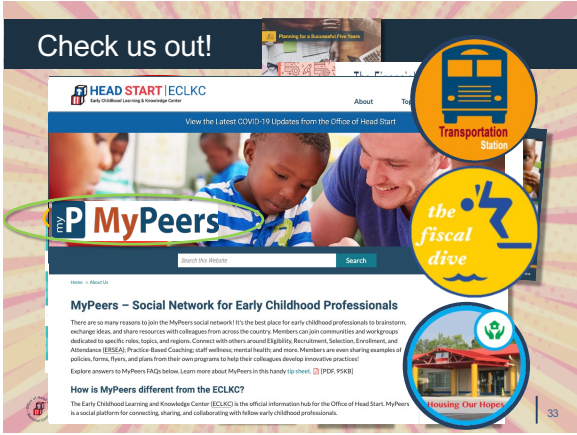 Check us out!
Planning for a Successful Five Years
The Financial
HEAD START | ECLKC
Early Childhood Learning & Knowledge Center
About
View the Latest COVID-19 Updates from the Office of Head Start
Transportation
Station
my P MyPeers
the
fiscal
dive
Search this Website
Search
Home » About Us
MyPeers – Social Network for Early Childhood Professionals
There are so many reasons to join the MyPeers social network! It's the best place for early childhood professionals to brainstorm,
exchange ideas, and share resources with colleagues from across the country. Members can join communities and workgroups
dedicated to specific roles, topics, and regions. Connect with others around Eligibility, Recruitment, Selection, Enrollment, and
Attendance (ERSEA); Practice-Based Coaching; staff wellness; mental health; and more. Members are even sharing examples of
policies, forms, flyers, and plans from their own programs to help their colleagues develop innovative practices!
Explore answers to MyPeers FAQs below. Learn more about MyPeers in this handy tip sheet. [PDF, 95KB]
How is MyPeers different from the ECLKC?
The Early Childhood Learning and Knowledge Center (ECLKC) is the official information hub for the Office of Head Start. MyPeers
is a social platform for connecting, sharing, and collaborating with fellow early childhood professionals.
Housing Our Hopes
33